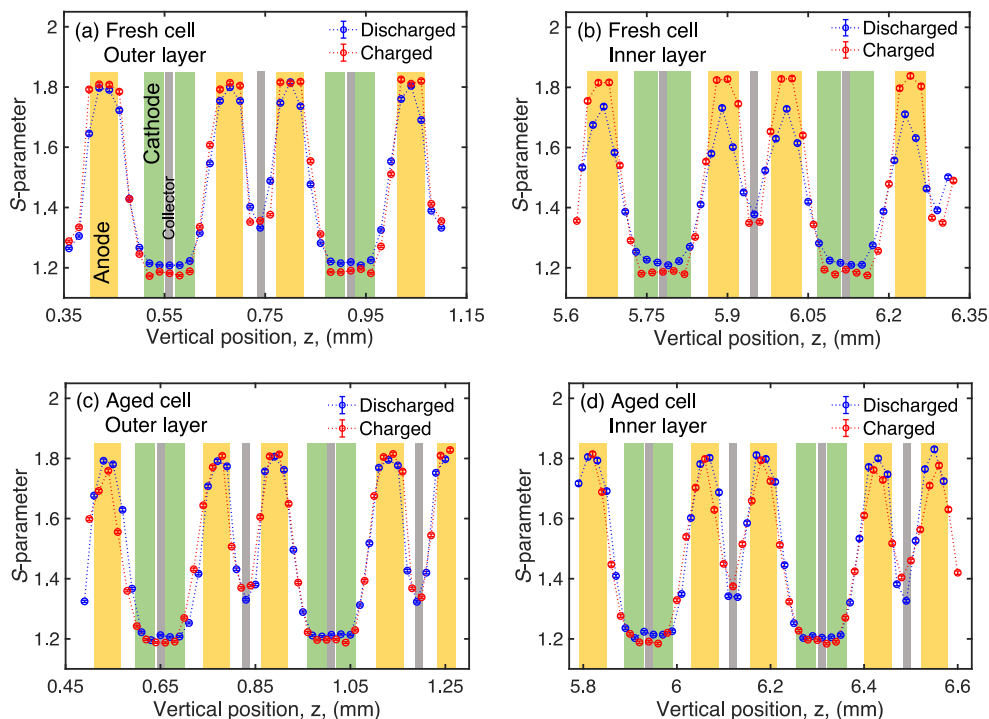 (a) Fresh cell
Outer layer
Discharged
Charged
2
1.8
1.6
1.4
1.2
S-parameter
Anode
Cathode
Collector
0.35
0.55
0.75
0.95
1.15
Vertical position, z, (mm)
(b) Fresh cell
Inner layer
Discharged
Charged
2
1.8
1.6
1.4
1.2
S-parameter
5.6
5.75
5.9
6.05
6.2
6.35
Vertical position, z, (mm)
(c) Aged cell
Outer layer
Discharged
Charged
2
1.8
1.6
1.4
1.2
S-parameter
0.45
0.65
0.85
1.05
1.25
Vertical position, z, (mm)
(d) Aged cell
Inner layer
Discharged
Charged
2
1.8
1.6
1.4
1.2
S-parameter
5.8
6
6.2
6.4
6.6
Vertical position, z, (mm)